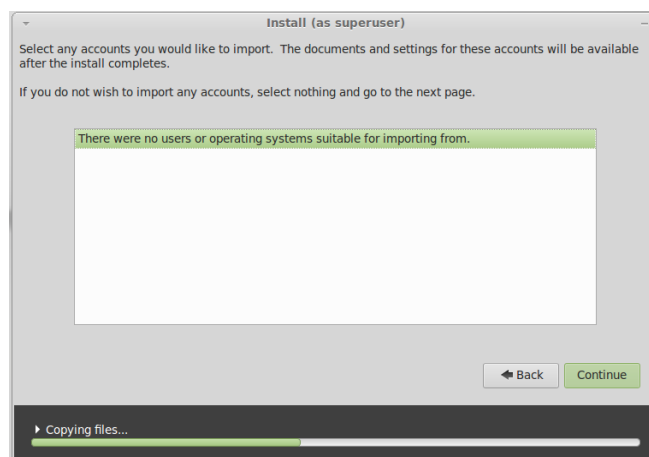 Install (as superuser)
Select any accounts you would like to import. The documents and settings for these accounts will be available
after the install completes.
If you do not wish to import any accounts, select nothing and go to the next page.
There were no users or operating systems suitable for importing from.
Back
Continue
Copying files...